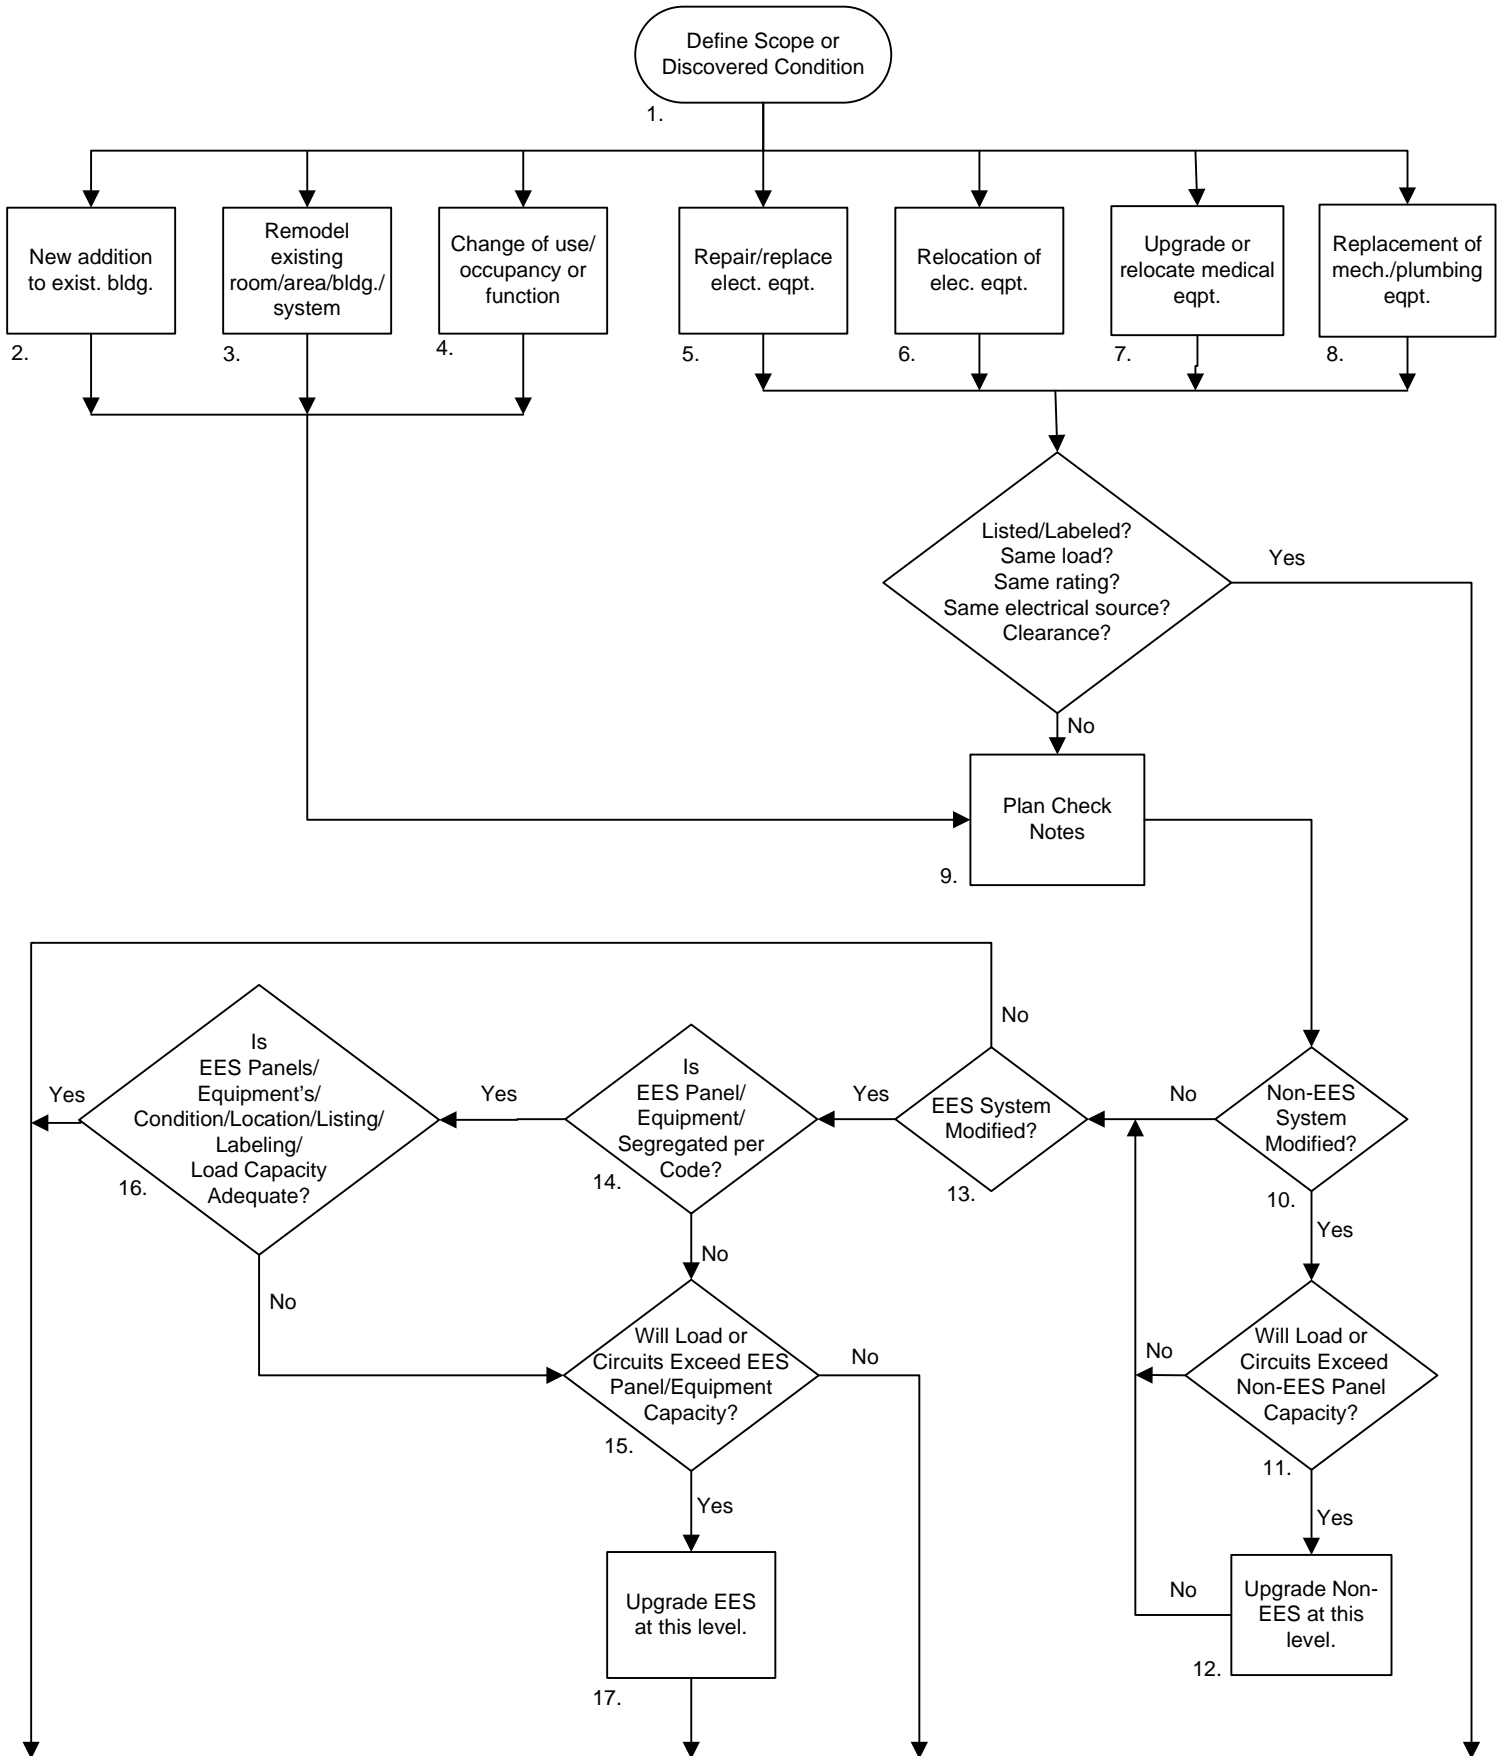 Define Scope or
Discovered Condition
1.
New addition
to exist. bldg.
2.
Remodel
existing
room/area/bldg./
system
3.
Change of use/
occupancy or
function
4.
Repair/replace
elect. eqpt.
5.
Relocation of
elec. eqpt.
6.
Upgrade or
relocate medical
eqpt.
7.
Replacement of
mech./plumbing
eqpt.
8.
Listed/Labeled?
Same load?
Same rating?
Same electrical source?
Clearance?
Yes
No
Plan Check
Notes
9.
Non-EES
System
Modified?
10.
No
Yes
EES System
Modified?
13.
No
Yes
Is
EES Panel/
Equipment/
Segregated per
Code?
14.
Yes
No
Is
EES Panels/
Equipment's/
Condition/Location/Listing/
Labeling/
Load Capacity
Adequate?
16.
Yes
No
Will Load or
Circuits Exceed EES
Panel/Equipment
Capacity?
15.
No
Yes
Will Load or
Circuits Exceed
Non-EES Panel
Capacity?
11.
No
Yes
Upgrade EES
at this level.
17.
Upgrade Non-
EES at this
level.
12.
No